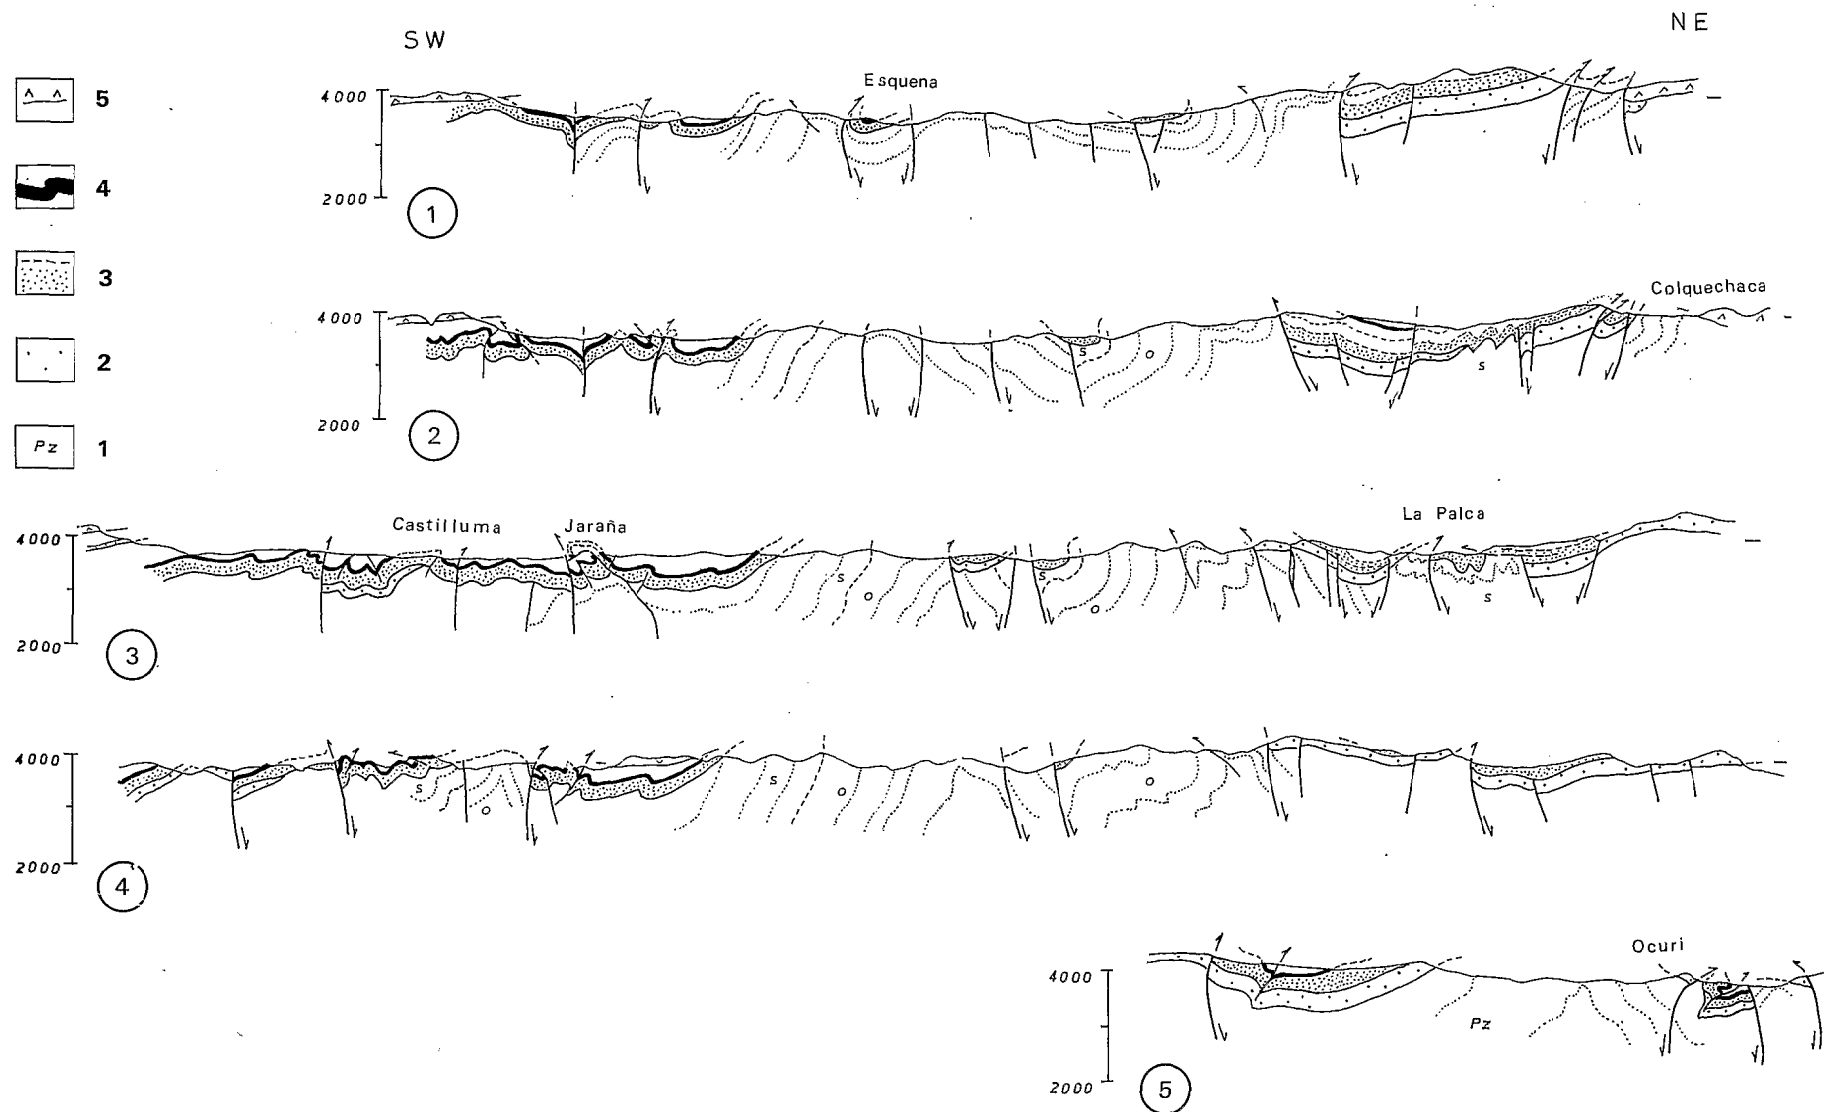 SW
NE
5
4
3
2
Pz 1
Esquena
4000
2000
1
Colquechaca
4000
2000
s
o
s
2
Castilluma
Jaraña
La Palca
4000
2000
s
o
s
o
s
3
4000
2000
s
o
s
o
o
4
Ocuri
4000
2000
Pz
5